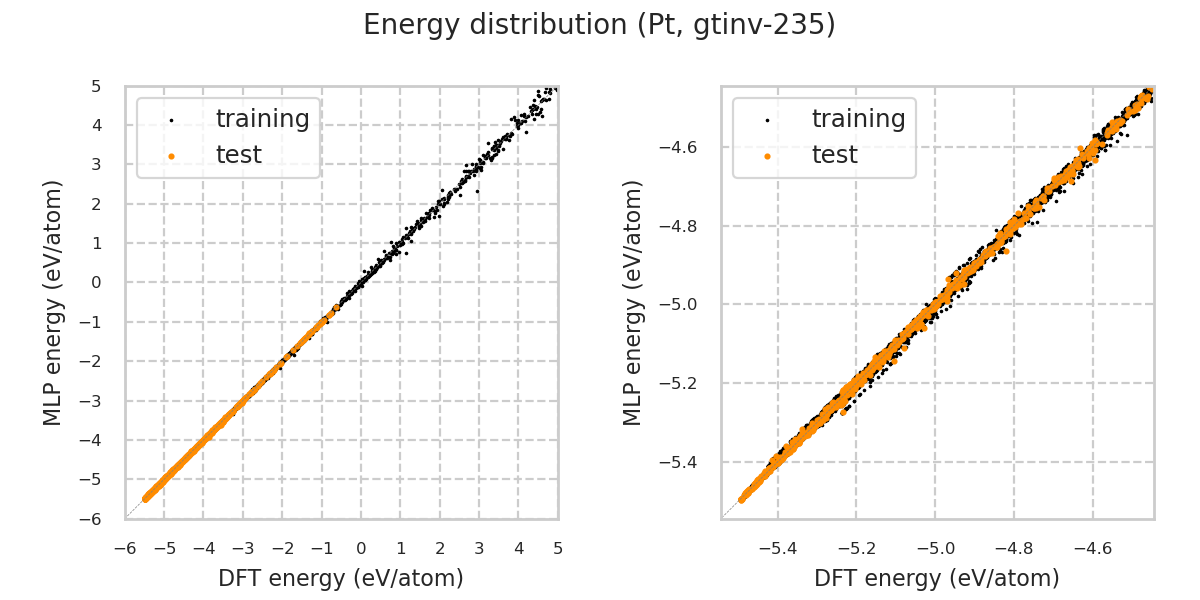 Energy distribution (Pt, gtinv-235)
training
test
5
4
3
2
1
0
−1
−2
−3
−4
−5
−6
−6 −5 −4 −3 −2 −1 0 1 2 3 4 5
MLP energy (eV/atom)
DFT energy (eV/atom)
training
test
−4.6
−4.8
−5.0
−5.2
−5.4
−5.4 −5.2 −5.0 −4.8 −4.6
MLP energy (eV/atom)
DFT energy (eV/atom)